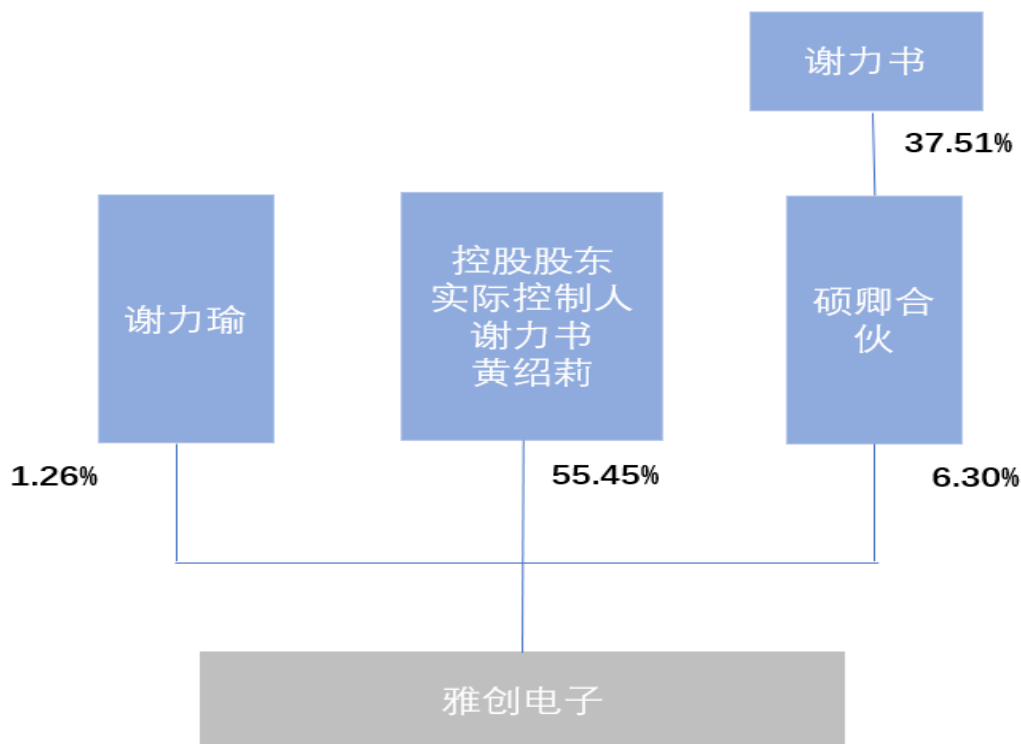 谢力书
37.51%
谢力瑜
控股股东
实际控制人
谢力书
黄绍莉
硕卿合
伙
1.26%
55.45%
6.30%
雅创电子